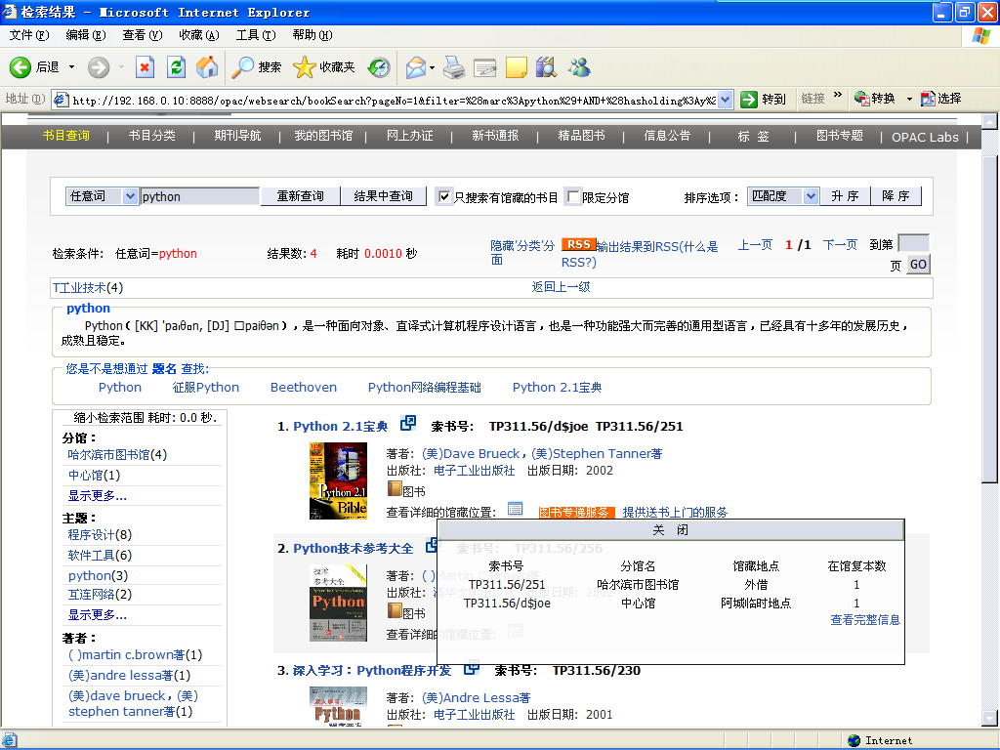 检索结果 - Microsoft Internet Explorer
文件(F) 编辑(E) 查看(V) 收藏(A) 工具(T) 帮助(H)
后退 搜索 收藏夹
地址(D) http://192.168.0.10:8888/opac/websearch/bookSearch?pageNo=1&filter=%28marc%3Apython%29+AND+%28hasholding%3Ay%2 转到 链接 » 转换 选择
书目查询 | 书目分类 | 期刊导航 | 我的图书馆 | 网上办证 | 新书通报 | 精品图书 | 信息公告 | 标 签 | 图书专题 | OPAC Labs |
任意词 python 重新查询 结果中查询 只搜索有馆藏的书目 限定分馆 排序选项： 匹配度 升 序 降 序
检索条件: 任意词=python 结果数: 4 耗时 0.0010 秒 隐藏'分类'分面 RSS 输出结果到RSS(什么是RSS?) 上一页 1 /1 下一页 到第 页 GO
T工业技术(4) 返回上一级
python
Python ( [KK] 'paɪθɑn, [DJ] □paiθən )，是一种面向对象、直译式计算机程序设计语言，也是一种功能强大而完善的通用型语言，已经具有十多年的发展历史，
成熟且稳定。
您是不是想通过 题名 查找:
Python 征服Python Beethoven Python网络编程基础 Python 2.1宝典
缩小检索范围 耗时: 0.0 秒.
分馆：
哈尔滨市图书馆(4)
中心馆(1)
显示更多...
主题：
程序设计(8)
软件工具(6)
python(3)
互连网络(2)
显示更多...
著者：
( )martin c.brown著(1)
(美)andre lessa著(1)
(美)dave brueck，(美)
stephen tanner著(1)
1. Python 2.1宝典 索书号: TP311.56/d$joe TP311.56/251
Python 2.1
Bible
著者: (美)Dave Brueck，(美)Stephen Tanner著
出版社: 电子工业出版社 出版日期: 2002
图书
查看详细的馆藏位置: 图书专递服务 提供送书上门的服务
关 闭
索书号 分馆名 馆藏地点 在馆复本数
TP311.56/251 哈尔滨市图书馆 外借 1
TP311.56/d$joe 中心馆 阿城临时地点 1
查看完整信息
2. Python技术参考大全 索书号: TP311.56/256
技术
参考大全
Python
著者: ( )Martin
出版社: 清华大学出版社 出版日期:
图书
查看详细的馆藏位置:
3. 深入学习：Python程序开发 索书号: TP311.56/230
深入学习:
Python
程序开发
著者: (美)Andre Lessa著
出版社: 电子工业出版社 出版日期: 2001
Internet